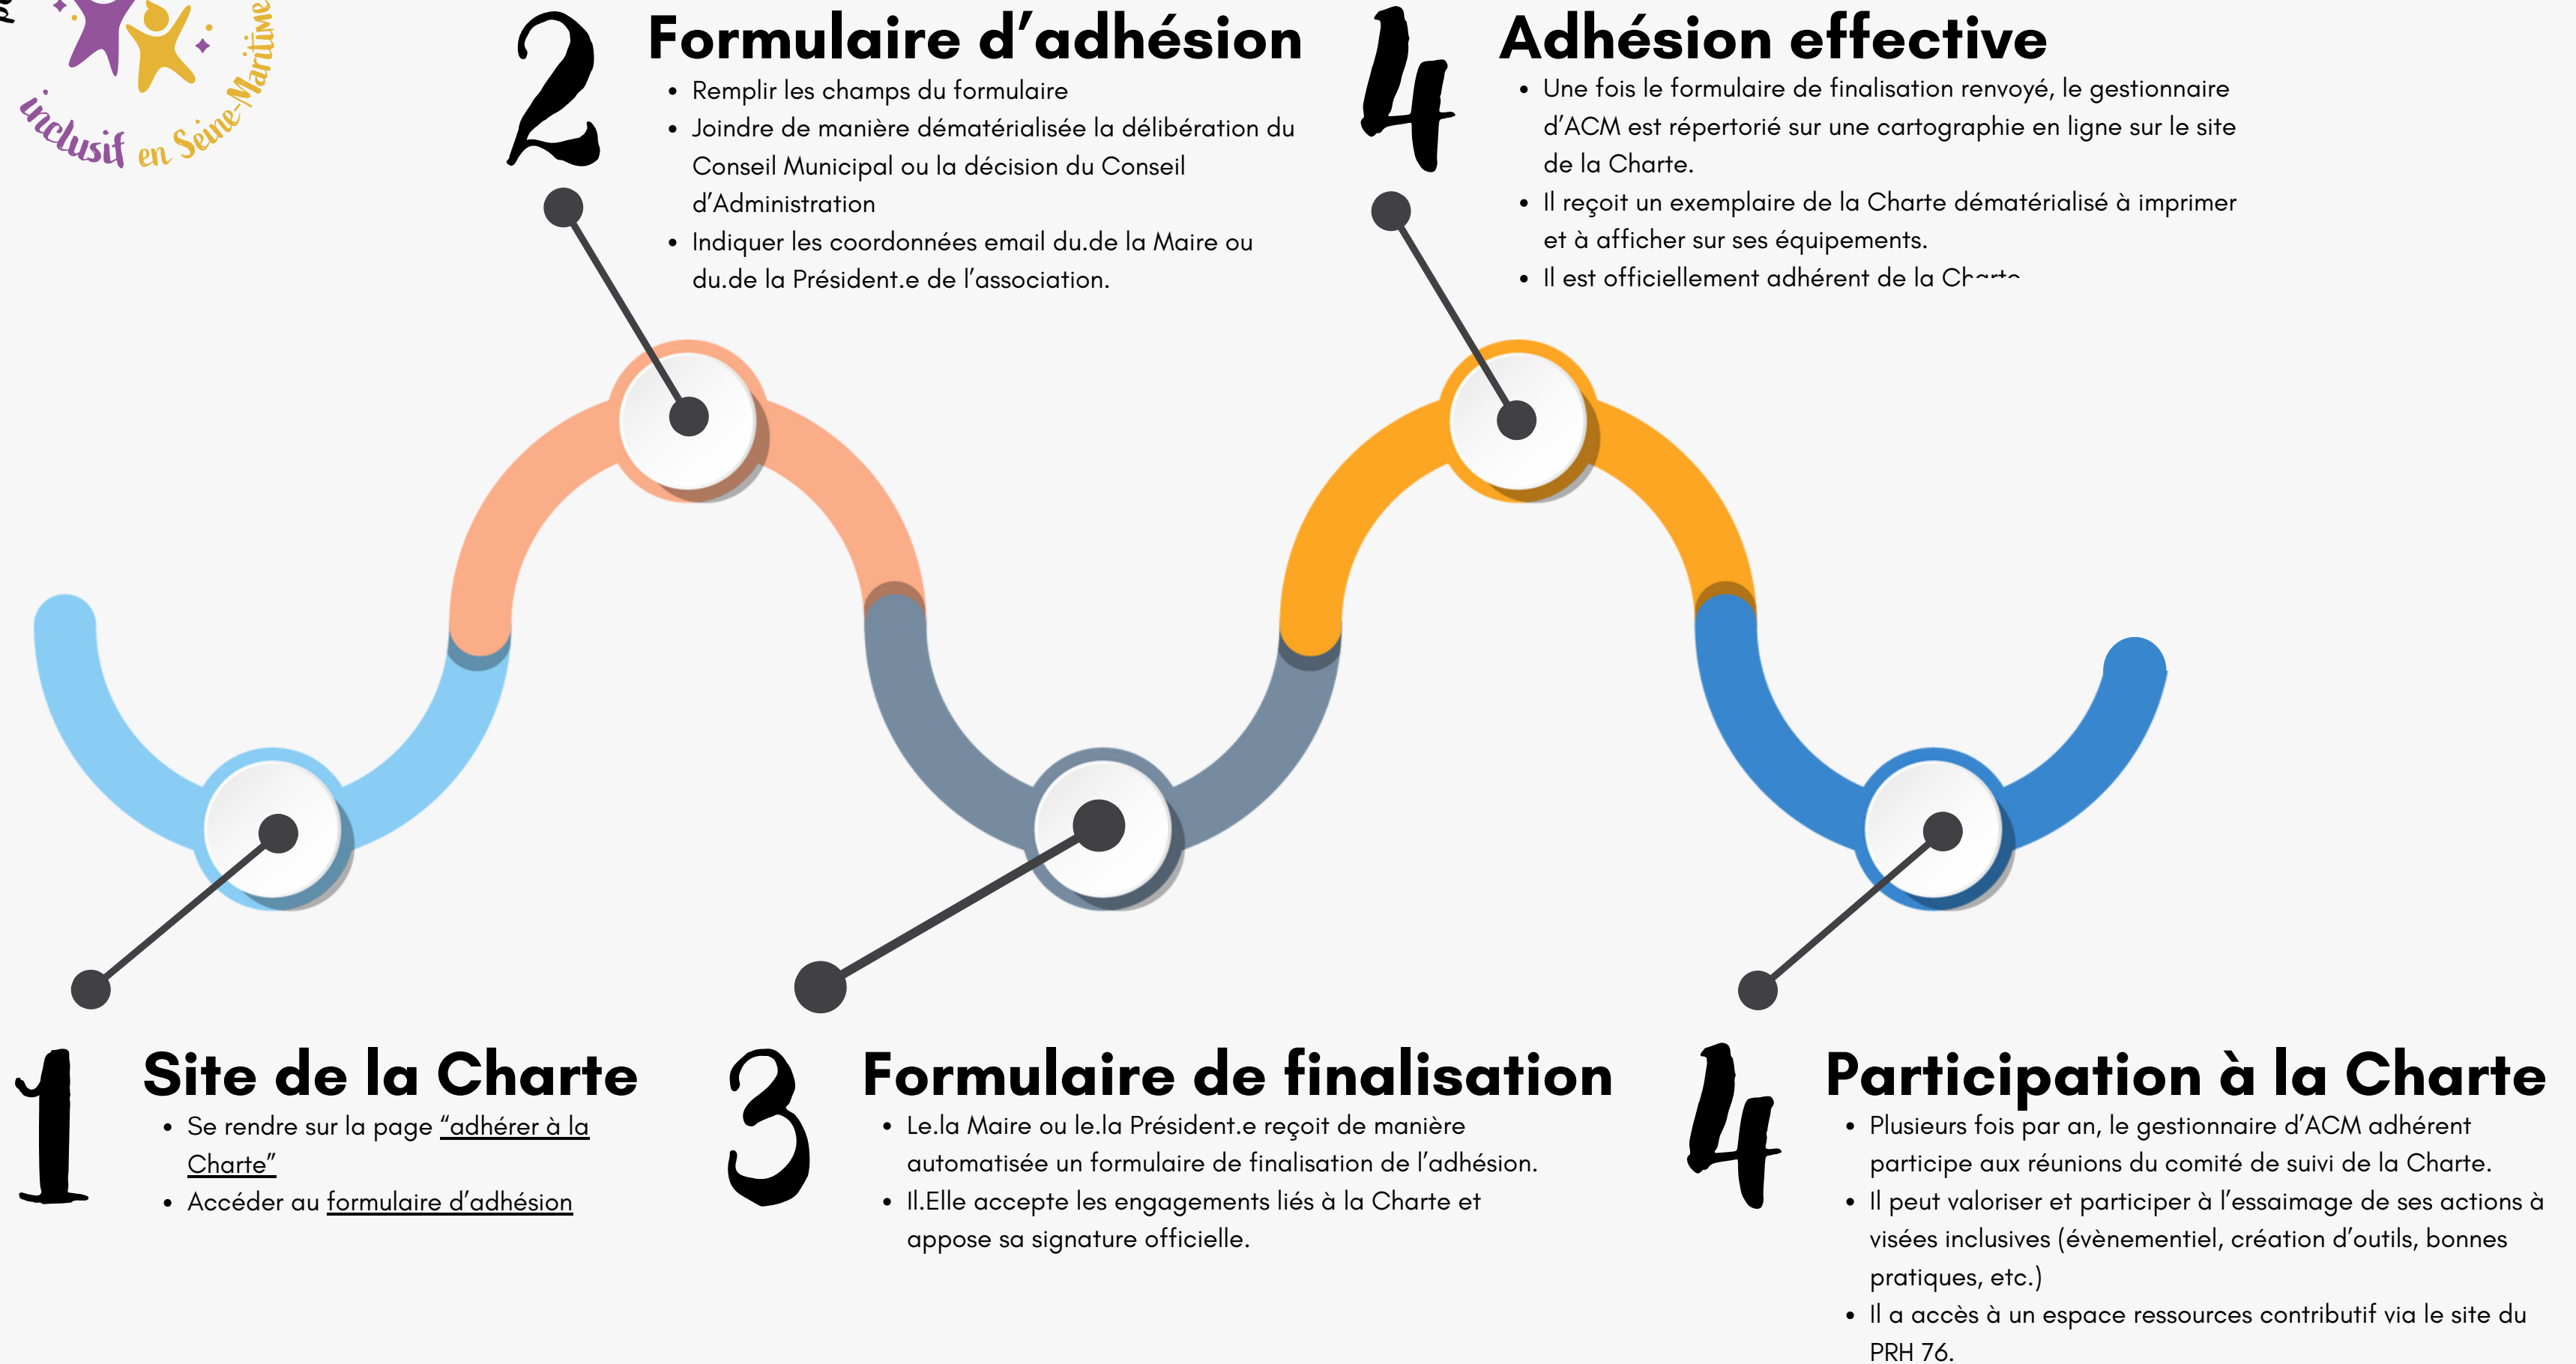 inclusif en Seine-Maritime
2
Formulaire d’adhésion
• Remplir les champs du formulaire
• Joindre de manière dématérialisée la délibération du
Conseil Municipal ou la décision du Conseil
d’Administration
• Indiquer les coordonnées email du.de la Maire ou
du.de la Président.e de l’association.
4
Adhésion effective
• Une fois le formulaire de finalisation renvoyé, le gestionnaire
d’ACM est répertorié sur une cartographie en ligne sur le site
de la Charte.
• Il reçoit un exemplaire de la Charte dématérialisé à imprimer
et à afficher sur ses équipements.
• Il est officiellement adhérent de la Charte
1
Site de la Charte
• Se rendre sur la page “adhérer à la
Charte”
• Accéder au formulaire d’adhésion
3
Formulaire de finalisation
• Le.la Maire ou le.la Président.e reçoit de manière
automatisée un formulaire de finalisation de l’adhésion.
• Il.Elle accepte les engagements liés à la Charte et
appose sa signature officielle.
4
Participation à la Charte
• Plusieurs fois par an, le gestionnaire d’ACM adhérent
participe aux réunions du comité de suivi de la Charte.
• Il peut valoriser et participer à l’essaimage de ses actions à
visées inclusives (évènementiel, création d’outils, bonnes
pratiques, etc.)
• Il a accès à un espace ressources contributif via le site du
PRH 76.